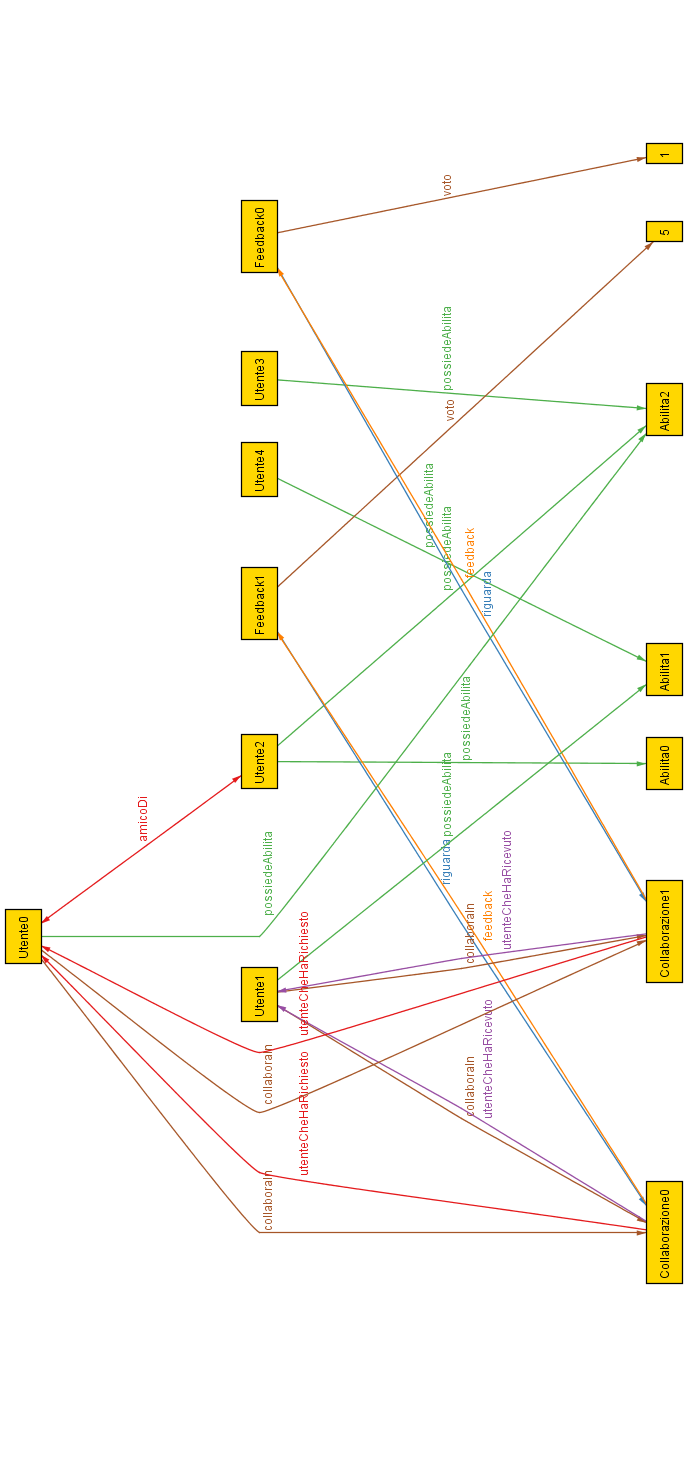 Utente0
amicoDi
possiedeAbilita
collaboraIn
collaboraIn
utenteCheHaRichiesto
utenteCheHaRichiesto
Utente1
Utente2
Feedback1
Utente4
Utente3
Feedback0
possiedeAbilita
voto
possiedeAbilita
possiedeAbilita
voto
feedback
riguarda
possiedeAbilita
possiedeAbilita
riguarda
collaboraIn
feedback
utenteCheHaRicevuto
collaboraIn
utenteCheHaRicevuto
Collaborazione0
Collaborazione1
Abilita0
Abilita1
Abilita2
5
1